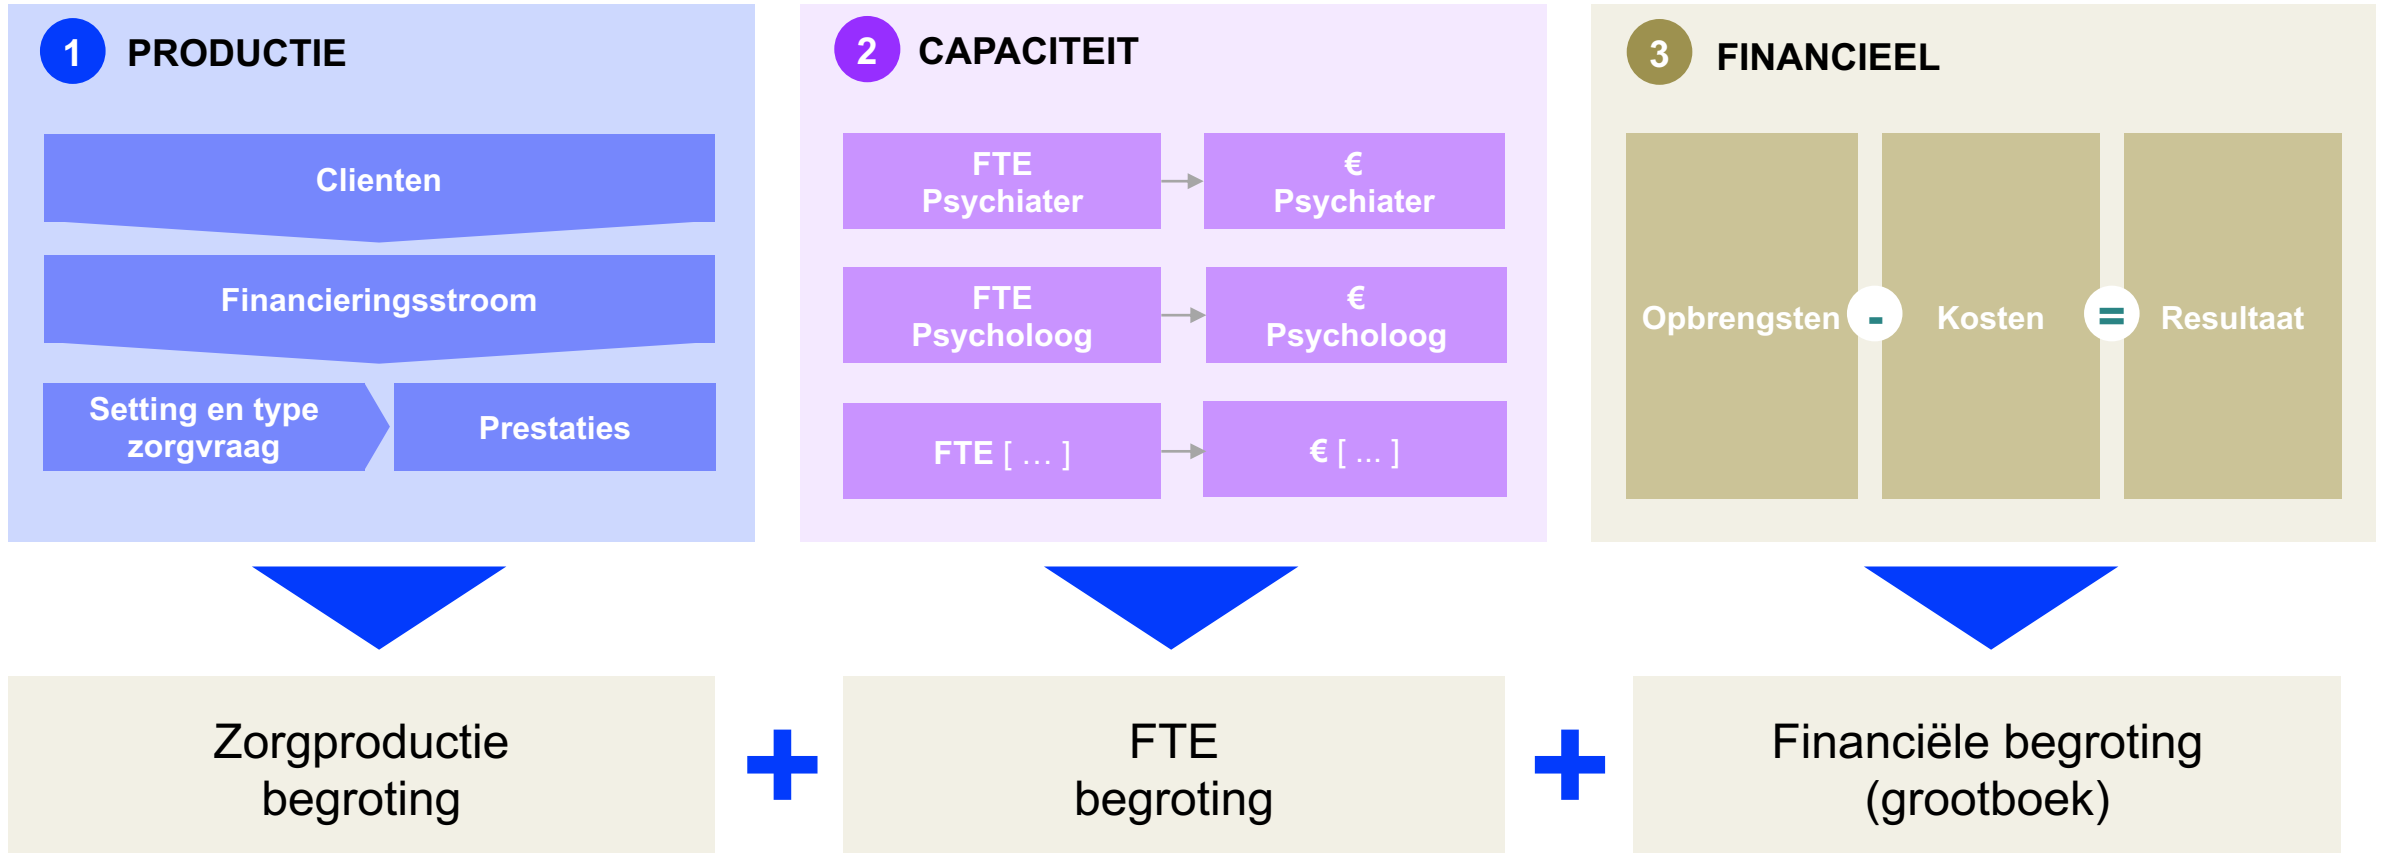 1 PRODUCTIE
Clienten
Financieringsstroom
Setting en type
zorgvraag
Prestaties
2 CAPACITEIT
FTE
Psychiater
€
Psychiater
FTE
Psycholoog
€
Psycholoog
FTE [ ... ]
€ [ ... ]
3 FINANCIEEL
Opbrengsten - Kosten = Resultaat
Zorgproductie
begroting
+
FTE
begroting
+
Financiële begroting
(grootboek)